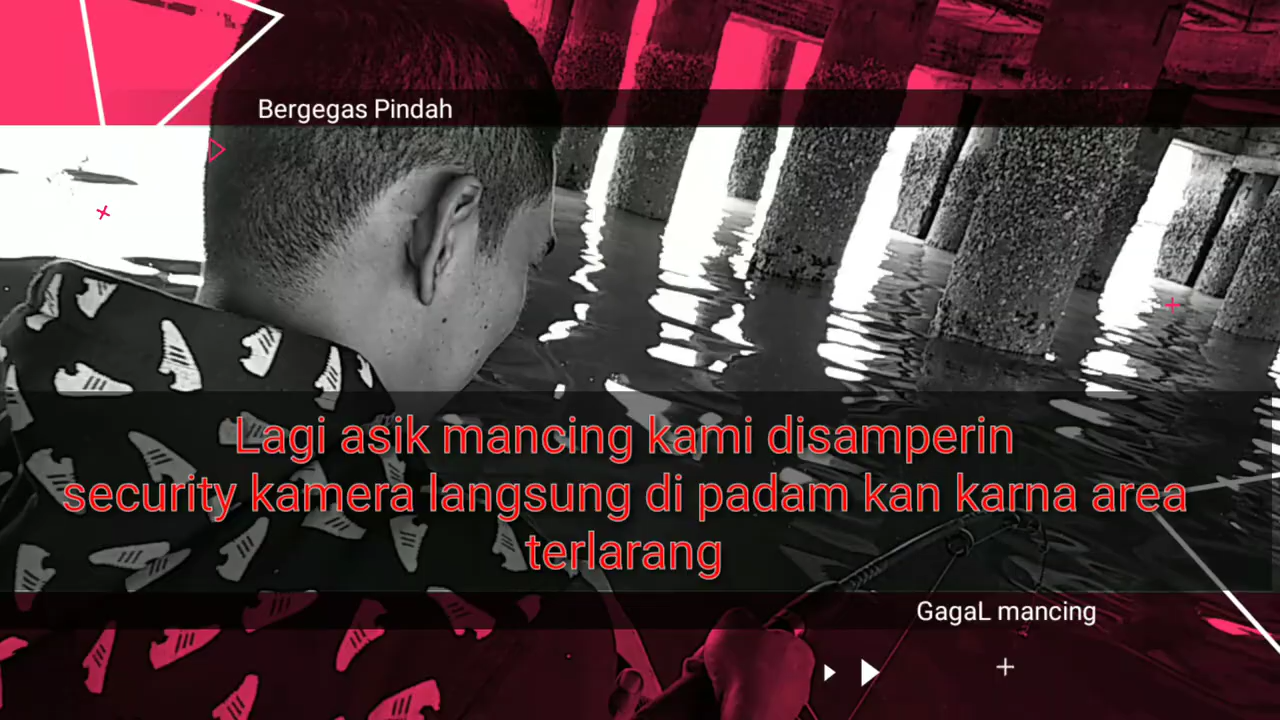 Bergegas Pindah
Lagi asik mancing kami disamperin
security kamera langsung di padam kan karna area
terlarang
GagaL mancing